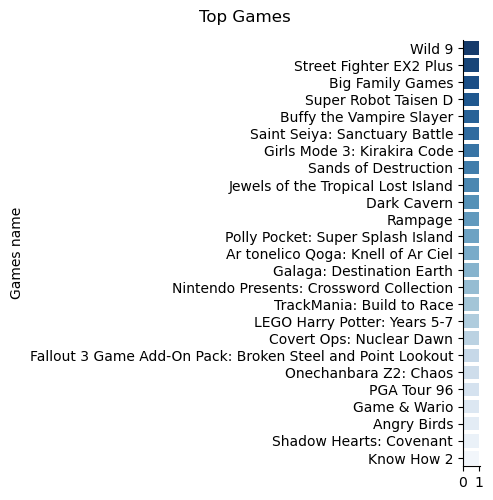 Top Games
Games name
Wild 9
Street Fighter EX2 Plus
Big Family Games
Super Robot Taisen D
Buffy the Vampire Slayer
Saint Seiya: Sanctuary Battle
Girls Mode 3: Kirakira Code
Sands of Destruction
Jewels of the Tropical Lost Island
Dark Cavern
Rampage
Polly Pocket: Super Splash Island
Ar tonelico Qoga: Knell of Ar Ciel
Galaga: Destination Earth
Nintendo Presents: Crossword Collection
TrackMania: Build to Race
LEGO Harry Potter: Years 5-7
Covert Ops: Nuclear Dawn
Fallout 3 Game Add-On Pack: Broken Steel and Point Lookout
Onechanbara Z2: Chaos
PGA Tour 96
Game & Wario
Angry Birds
Shadow Hearts: Covenant
Know How 2
0 1